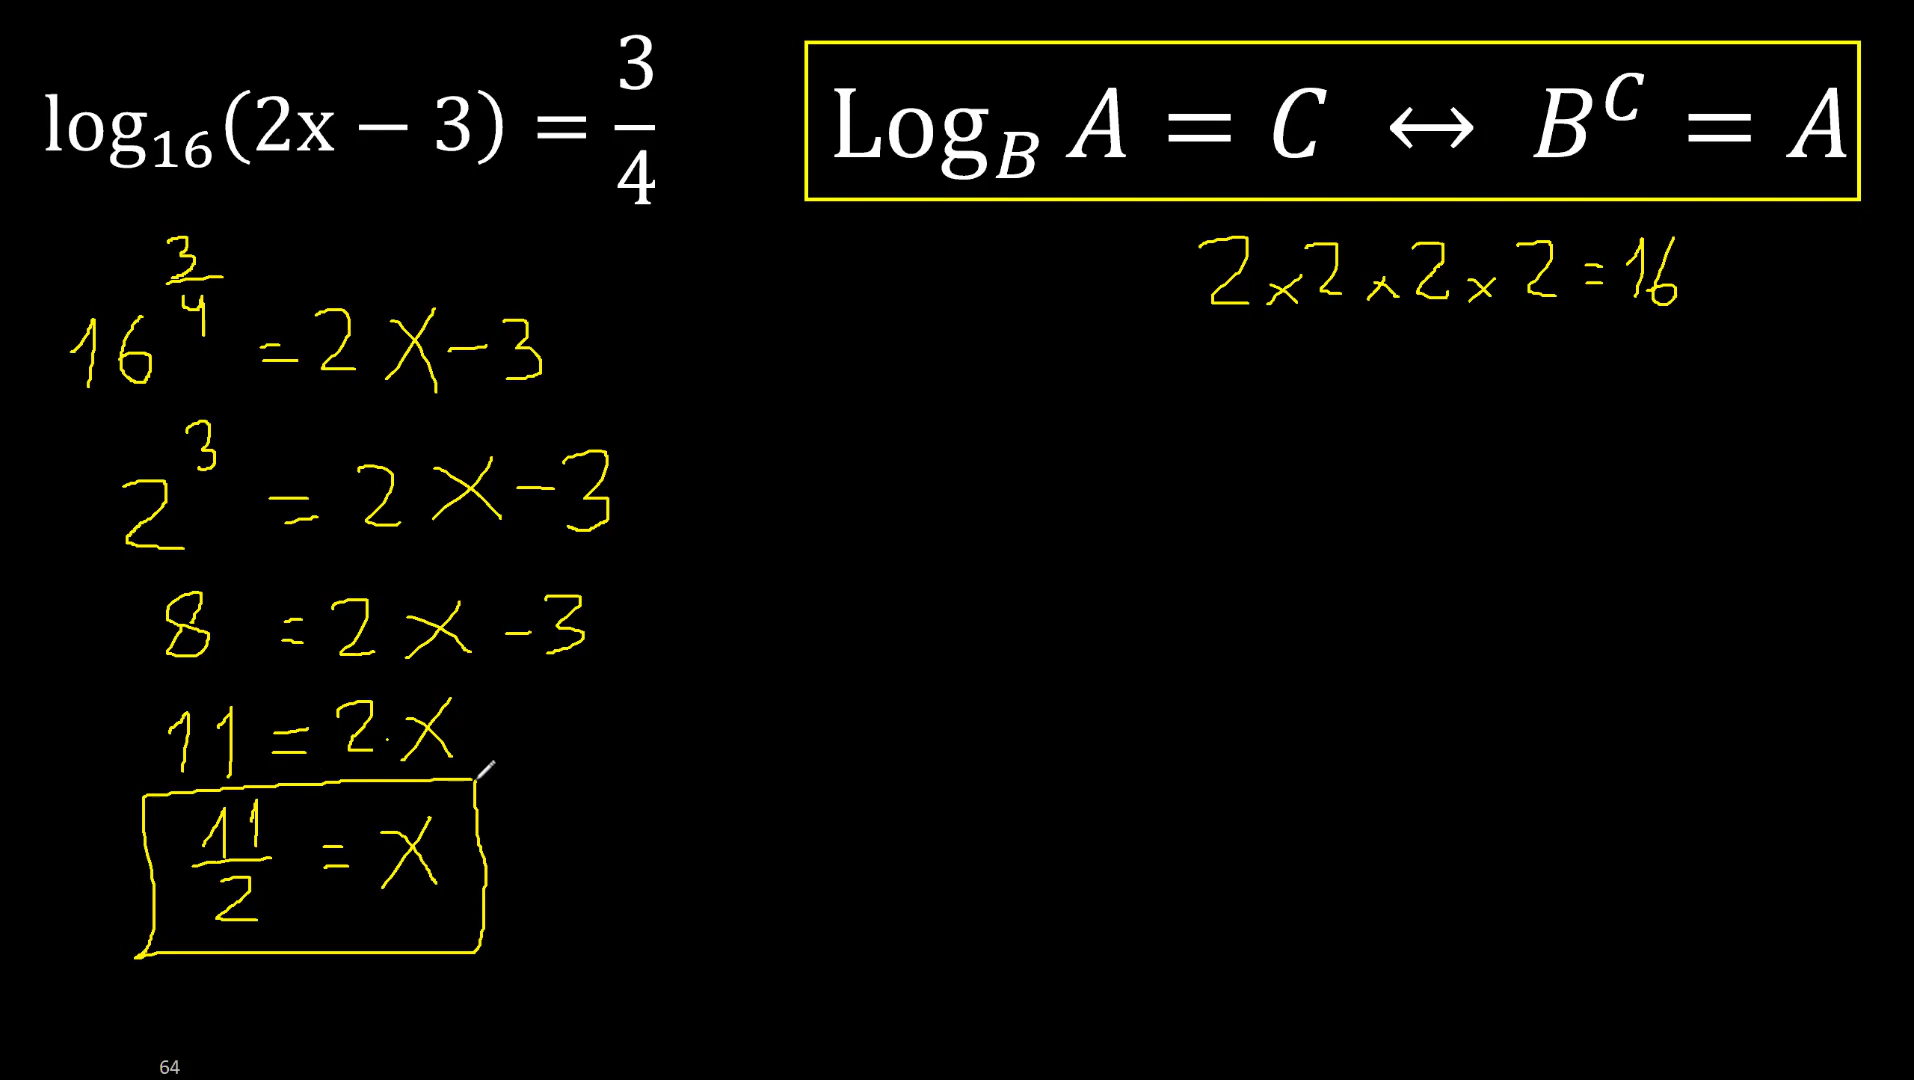 log₁₆(2x − 3) = 3/4
Log_B A = C ↔ B^C = A
2 × 2 × 2 × 2 = 16
16^(3/4) = 2x − 3
2³ = 2x − 3
8 = 2x − 3
11 = 2·x
11/2 = x
64